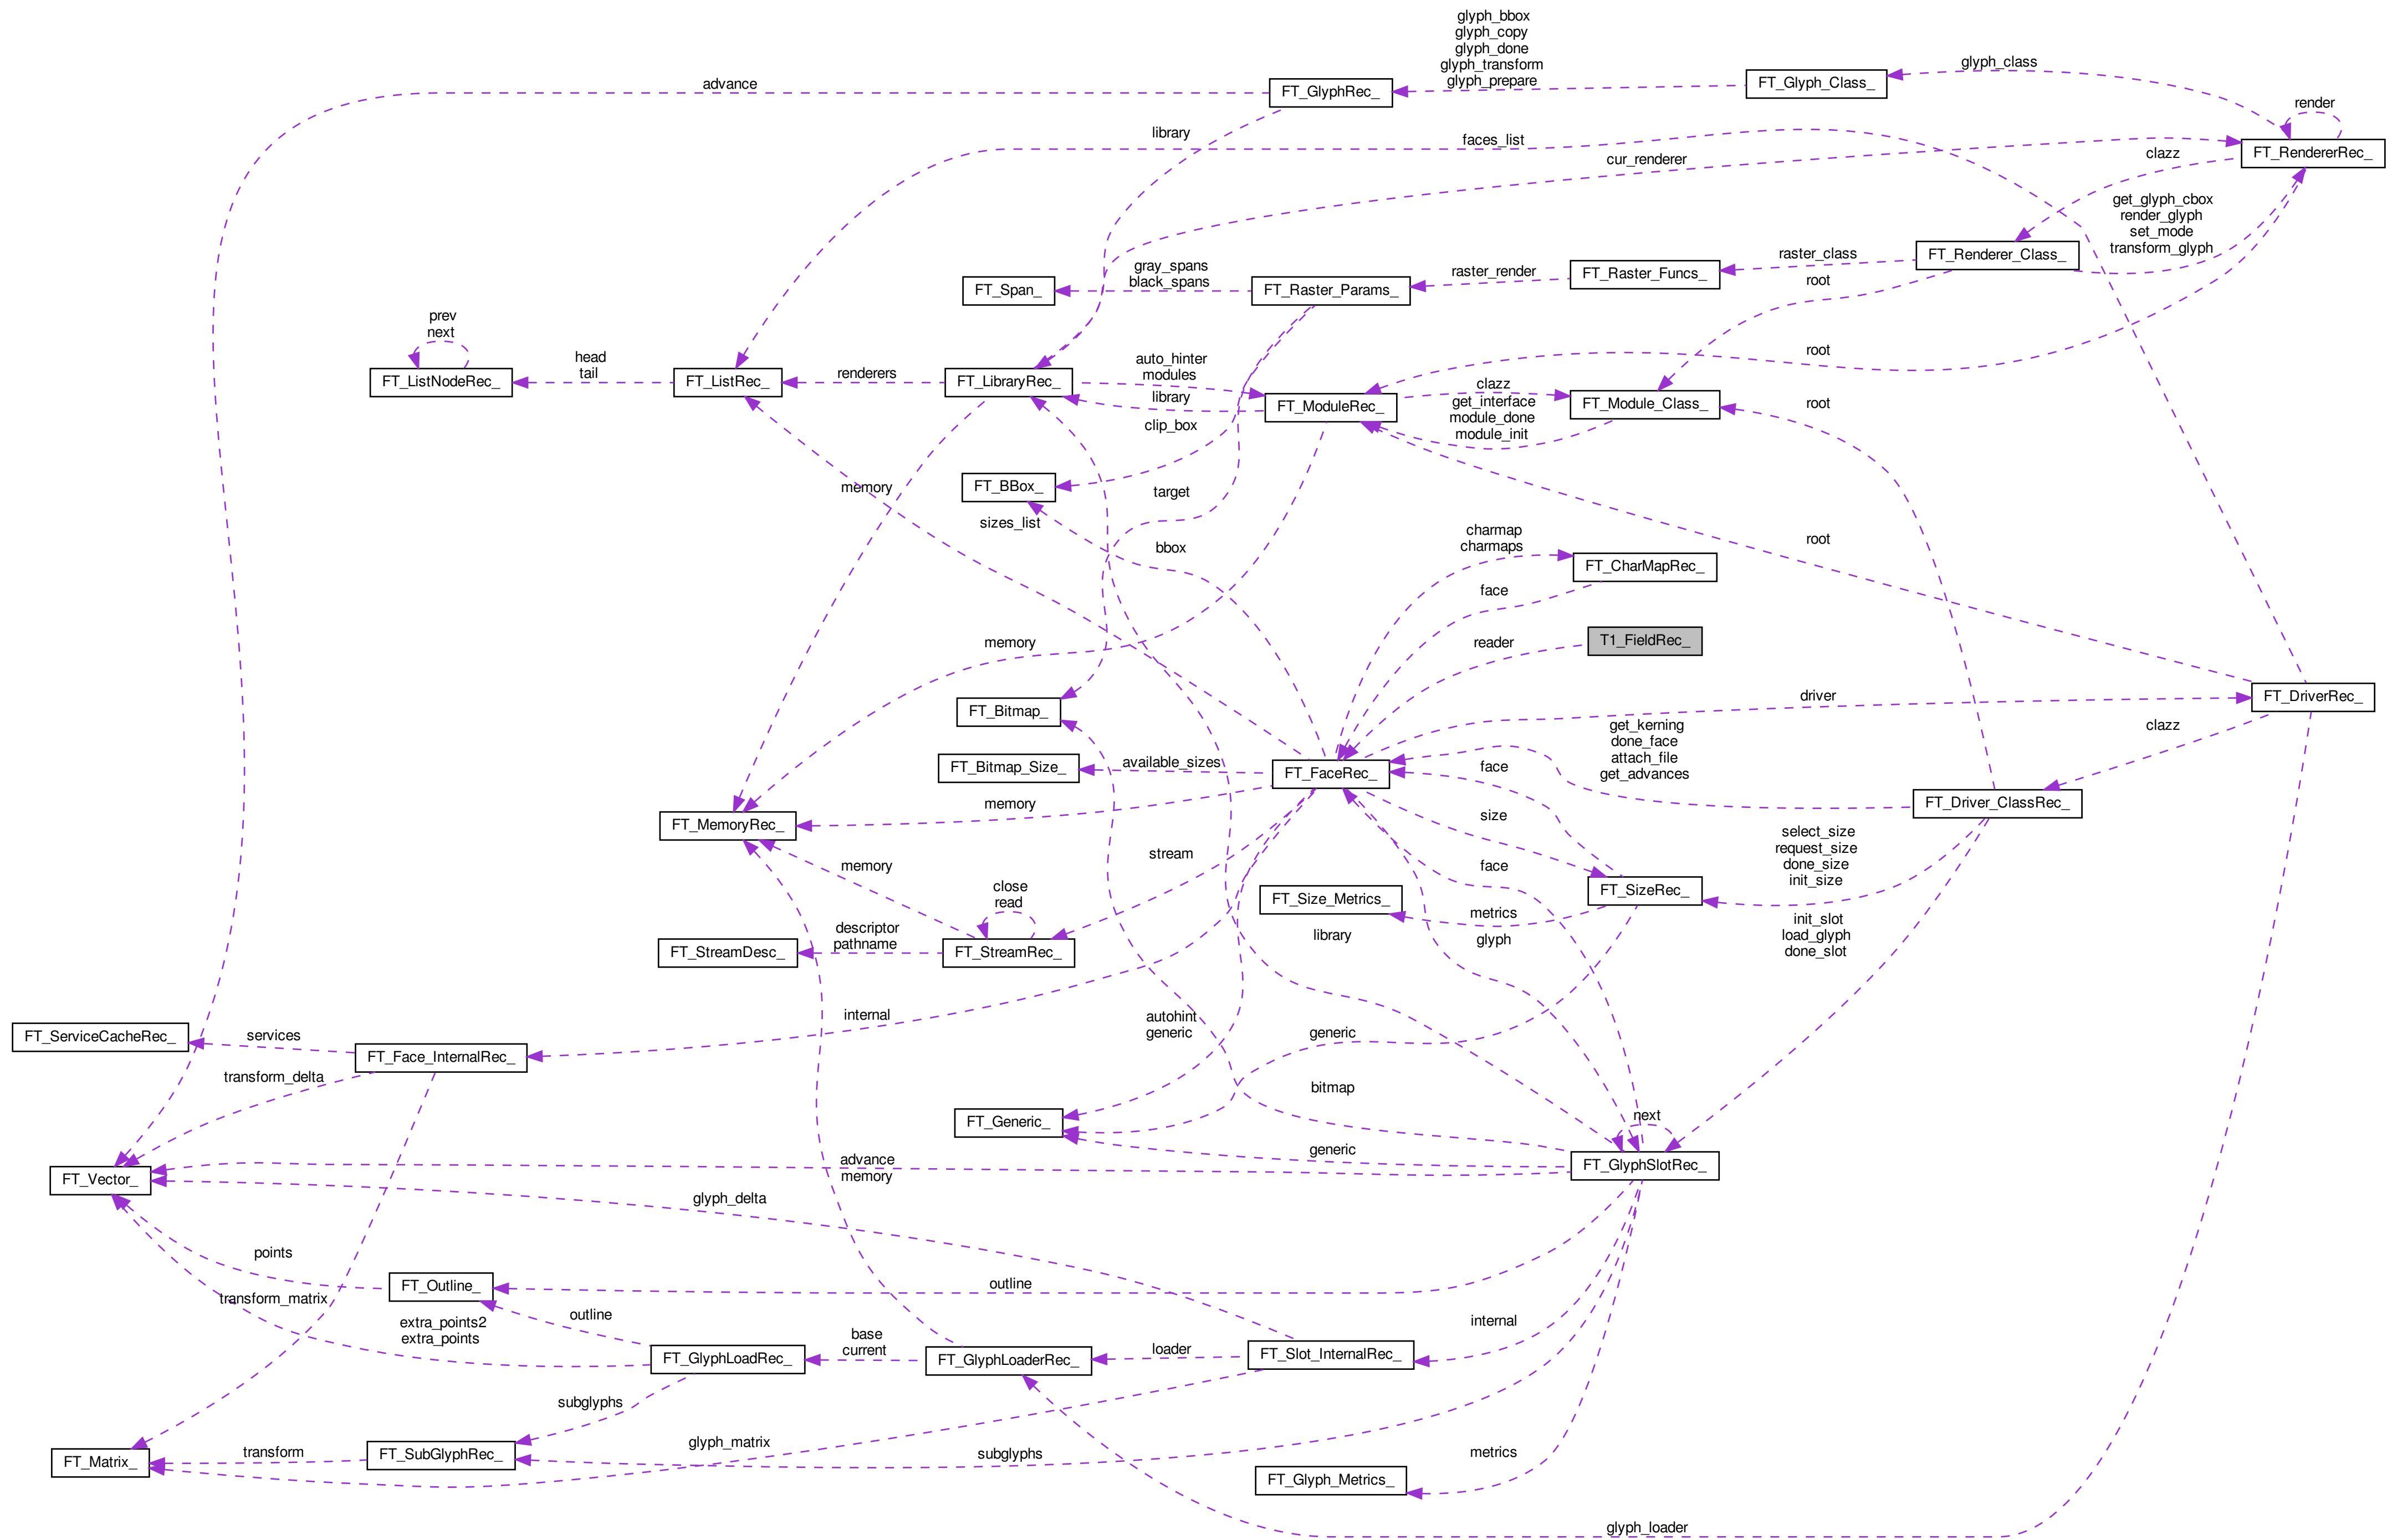 glyph_bbox
glyph_copy
glyph_done
glyph_transform
glyph_prepare
glyph_class
advance
FT_GlyphRec_
FT_Glyph_Class_
render
library
faces_list
cur_renderer
clazz
FT_RendererRec_
get_glyph_cbox
render_glyph
set_mode
transform_glyph
FT_Renderer_Class_
raster_class
FT_Raster_Funcs_
raster_render
gray_spans
black_spans
FT_Span_
FT_Raster_Params_
root
prev
next
head
tail
FT_ListNodeRec_
FT_ListRec_
renderers
FT_LibraryRec_
auto_hinter
modules
library
root
clazz
FT_ModuleRec_
get_interface
module_done
module_init
FT_Module_Class_
root
clip_box
memory
FT_BBox_
target
sizes_list
bbox
charmap
charmaps
FT_CharMapRec_
root
face
memory
reader
T1_FieldRec_
FT_Bitmap_
driver
FT_DriverRec_
get_kerning
done_face
attach_file
get_advances
clazz
FT_Bitmap_Size_
available_sizes
FT_FaceRec_
face
memory
FT_MemoryRec_
size
FT_Driver_ClassRec_
select_size
request_size
done_size
init_size
memory
stream
face
close
read
FT_Size_Metrics_
FT_SizeRec_
metrics
descriptor
pathname
FT_StreamDesc_
FT_StreamRec_
library
glyph
init_slot
load_glyph
done_slot
internal
autohint
generic
generic
FT_ServiceCacheRec_
services
FT_Face_InternalRec_
transform_delta
bitmap
FT_Generic_
next
generic
advance
memory
FT_Vector_
FT_GlyphSlotRec_
glyph_delta
points
FT_Outline_
outline
transform_matrix
outline
extra_points2
extra_points
internal
base
current
loader
FT_GlyphLoadRec_
FT_GlyphLoaderRec_
FT_Slot_InternalRec_
subglyphs
glyph_matrix
transform
FT_Matrix_
FT_SubGlyphRec_
subglyphs
metrics
FT_Glyph_Metrics_
glyph_loader